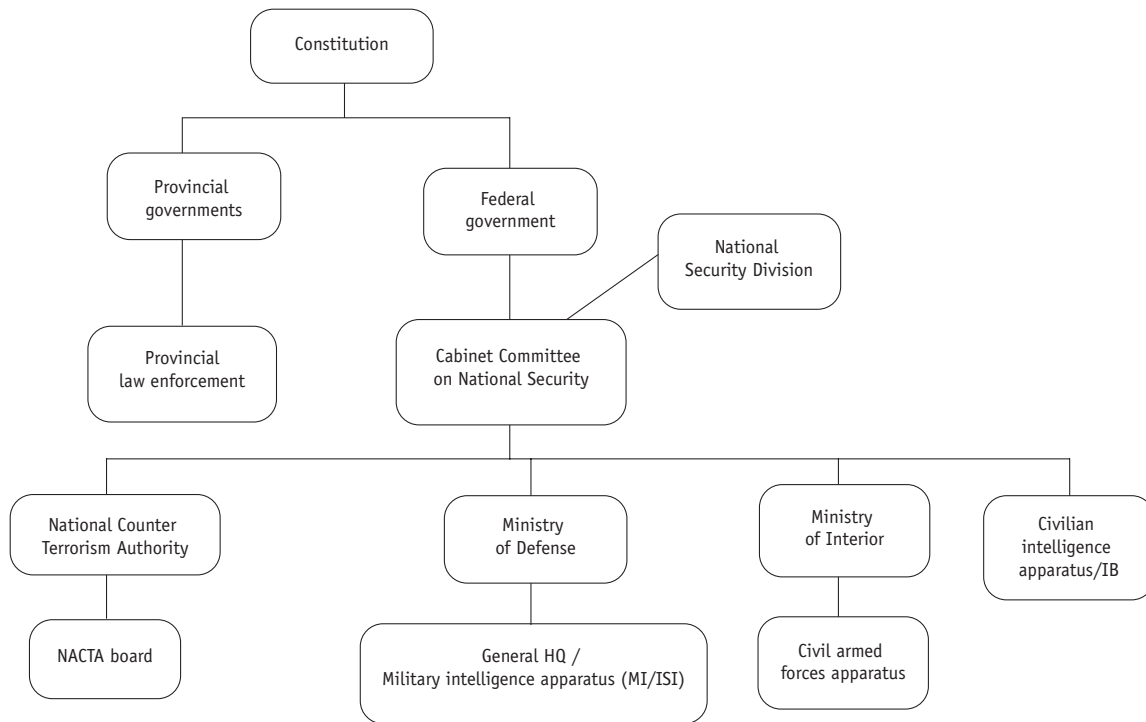 Constitution
Provincial
governments
Federal
government
National
Security Division
Provincial
law enforcement
Cabinet Committee
on National Security
National Counter
Terrorism Authority
Ministry
of Defense
Ministry
of Interior
Civilian
intelligence
apparatus/IB
NACTA board
General HQ /
Military intelligence apparatus (MI/ISI)
Civil armed
forces apparatus